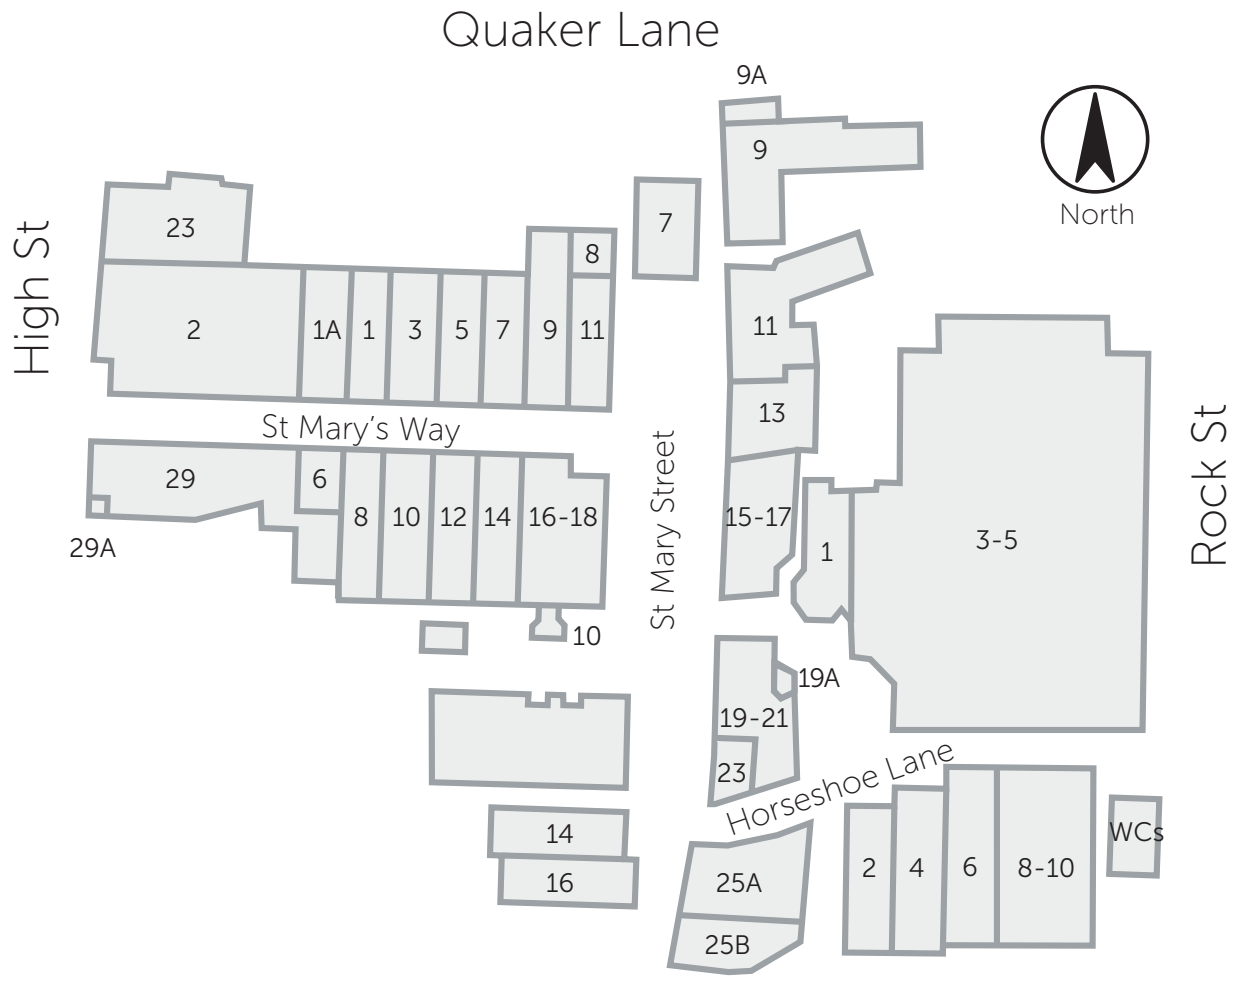 Quaker Lane
9A
9
North
High St
23
7
8
2
1A
1
3
5
7
9
11
11
13
St Mary's Way
St Mary Street
Rock St
29
6
8
10
12
14
16-18
29A
15-17
1
3-5
10
19A
19-21
23
Horseshoe Lane
14
16
25A
25B
2
4
6
8-10
WCs